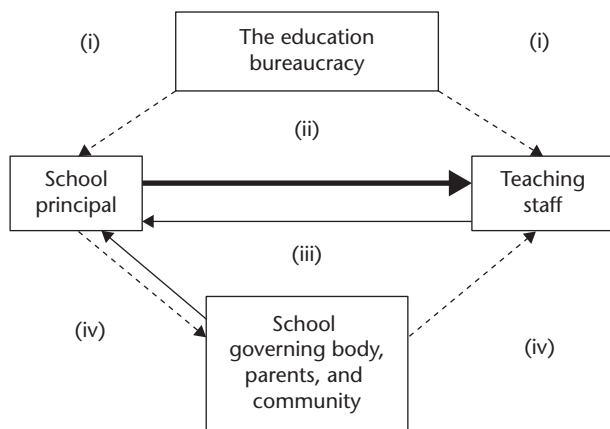 (i)
The education
bureaucracy
(i)
(ii)
School
principal
Teaching
staff
(iii)
(iv)
School
governing body,
parents, and
community
(iv)